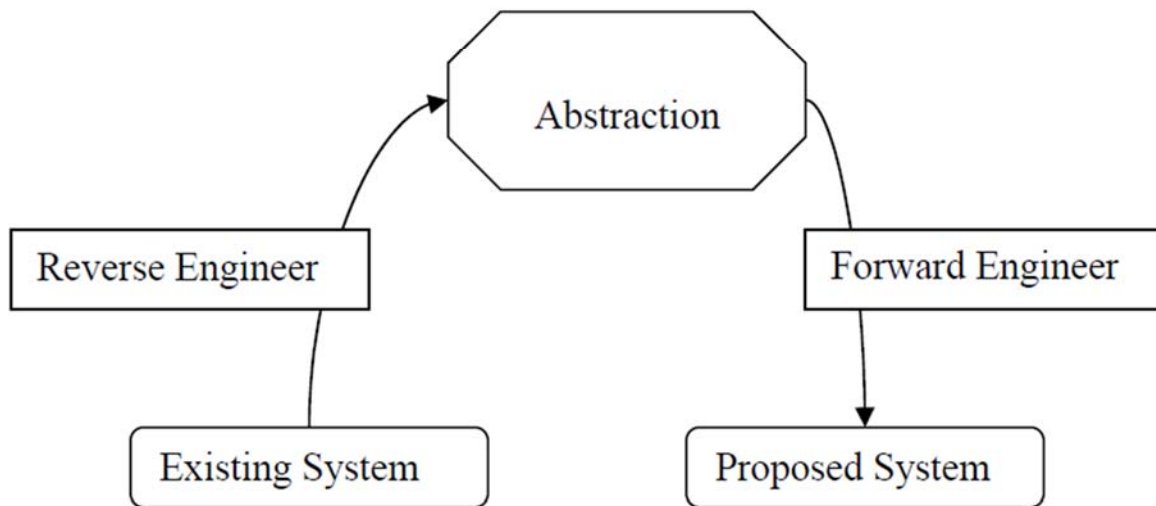 Abstraction
Reverse Engineer
Forward Engineer
Existing System
Proposed System